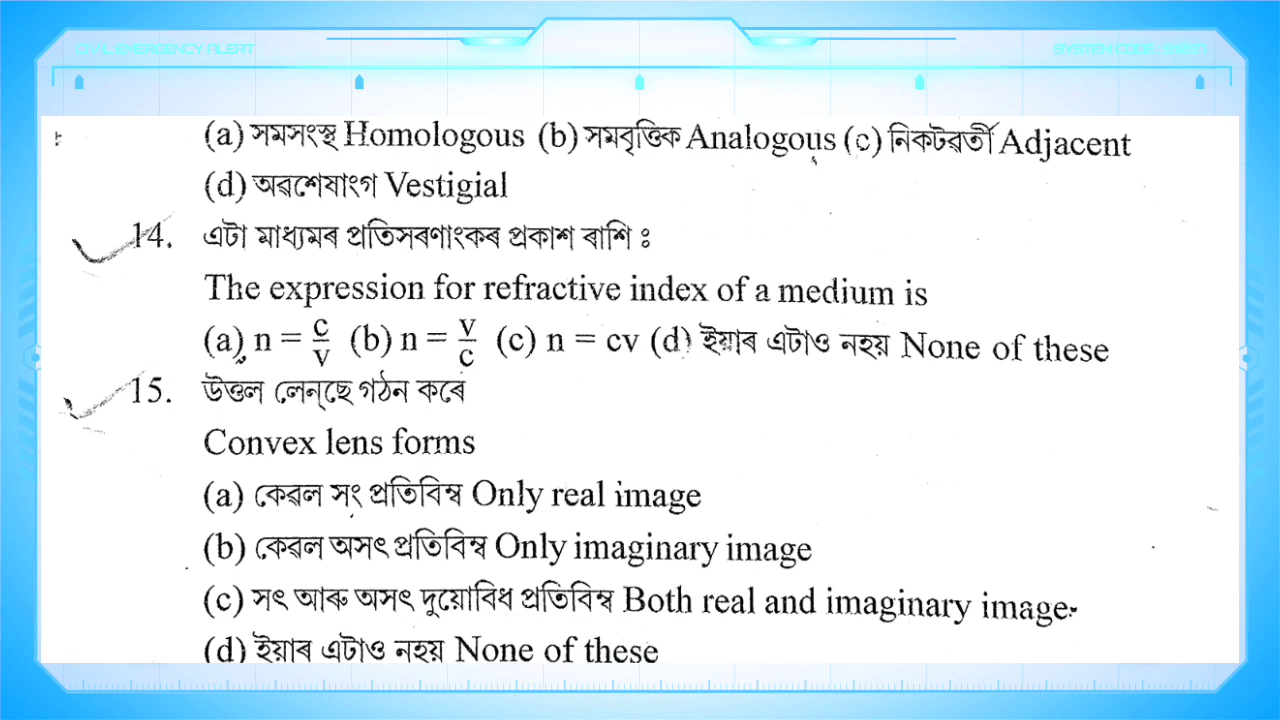 CIVIL EMERGENCY ALERT
(a) সমসংস্থ Homologous (b) সমবৃত্তিক Analogous (c) নিকটৱৰ্তী Adjacent
(d) অৱশেষাংগ Vestigial
14. এটা মাধ্যমৰ প্ৰতিসৰণাংকৰ প্ৰকাশ ৰাশি ঃ
The expression for refractive index of a medium is
(a) n = c/v (b) n = v/c (c) n = cv (d) ইয়াৰ এটাও নহয় None of these
15. উত্তল লেন্ছে গঠন কৰে
Convex lens forms
(a) কেৱল সং প্ৰতিবিম্ব Only real image
(b) কেৱল অসৎ প্ৰতিবিম্ব Only imaginary image
(c) সৎ আৰু অসৎ দুয়োবিধ প্ৰতিবিম্ব Both real and imaginary image
(d) ইয়াৰ এটাও নহয় None of these